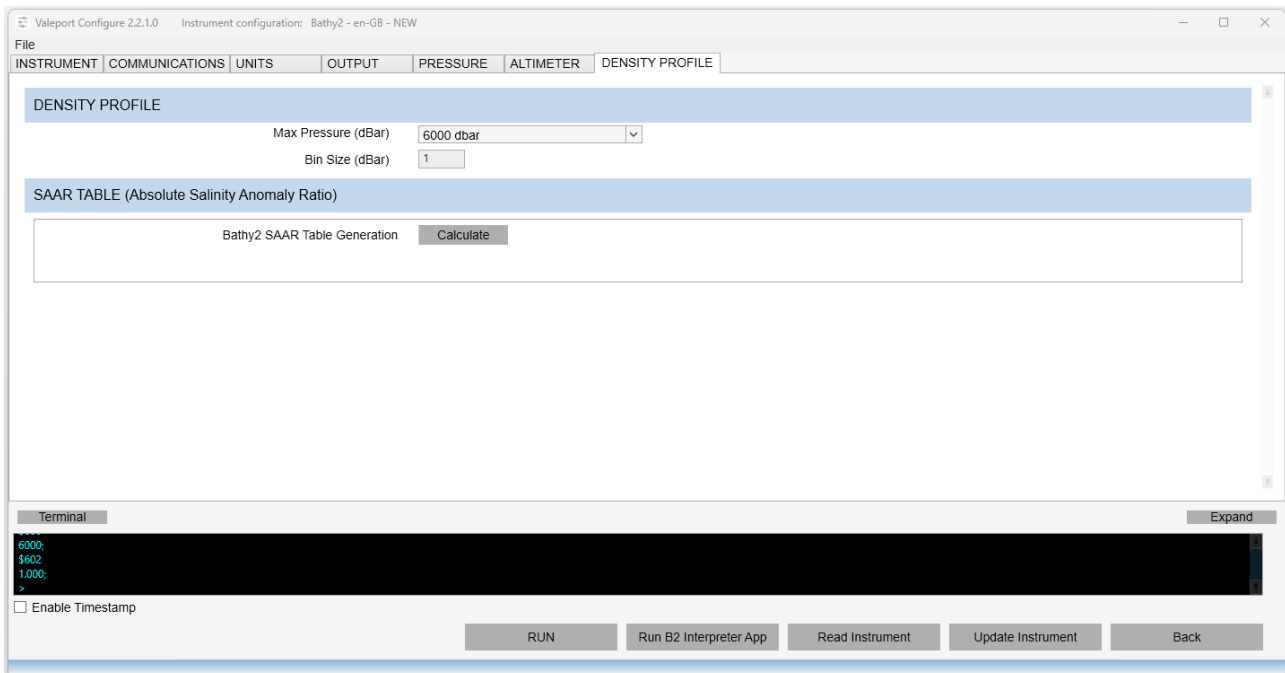 Valeport Configure 2.2.1.0 Instrument configuration: Bathy2 - en-GB - NEW
File
INSTRUMENT COMMUNICATIONS UNITS OUTPUT PRESSURE ALTIMETER DENSITY PROFILE
DENSITY PROFILE
Max Pressure (dBar) 6000 dbar
Bin Size (dBar) 1
SAAR TABLE (Absolute Salinity Anomaly Ratio)
Bathy2 SAAR Table Generation Calculate
Terminal Expand
6000;
$602
1.000;
>
Enable Timestamp
RUN Run B2 Interpreter App Read Instrument Update Instrument Back